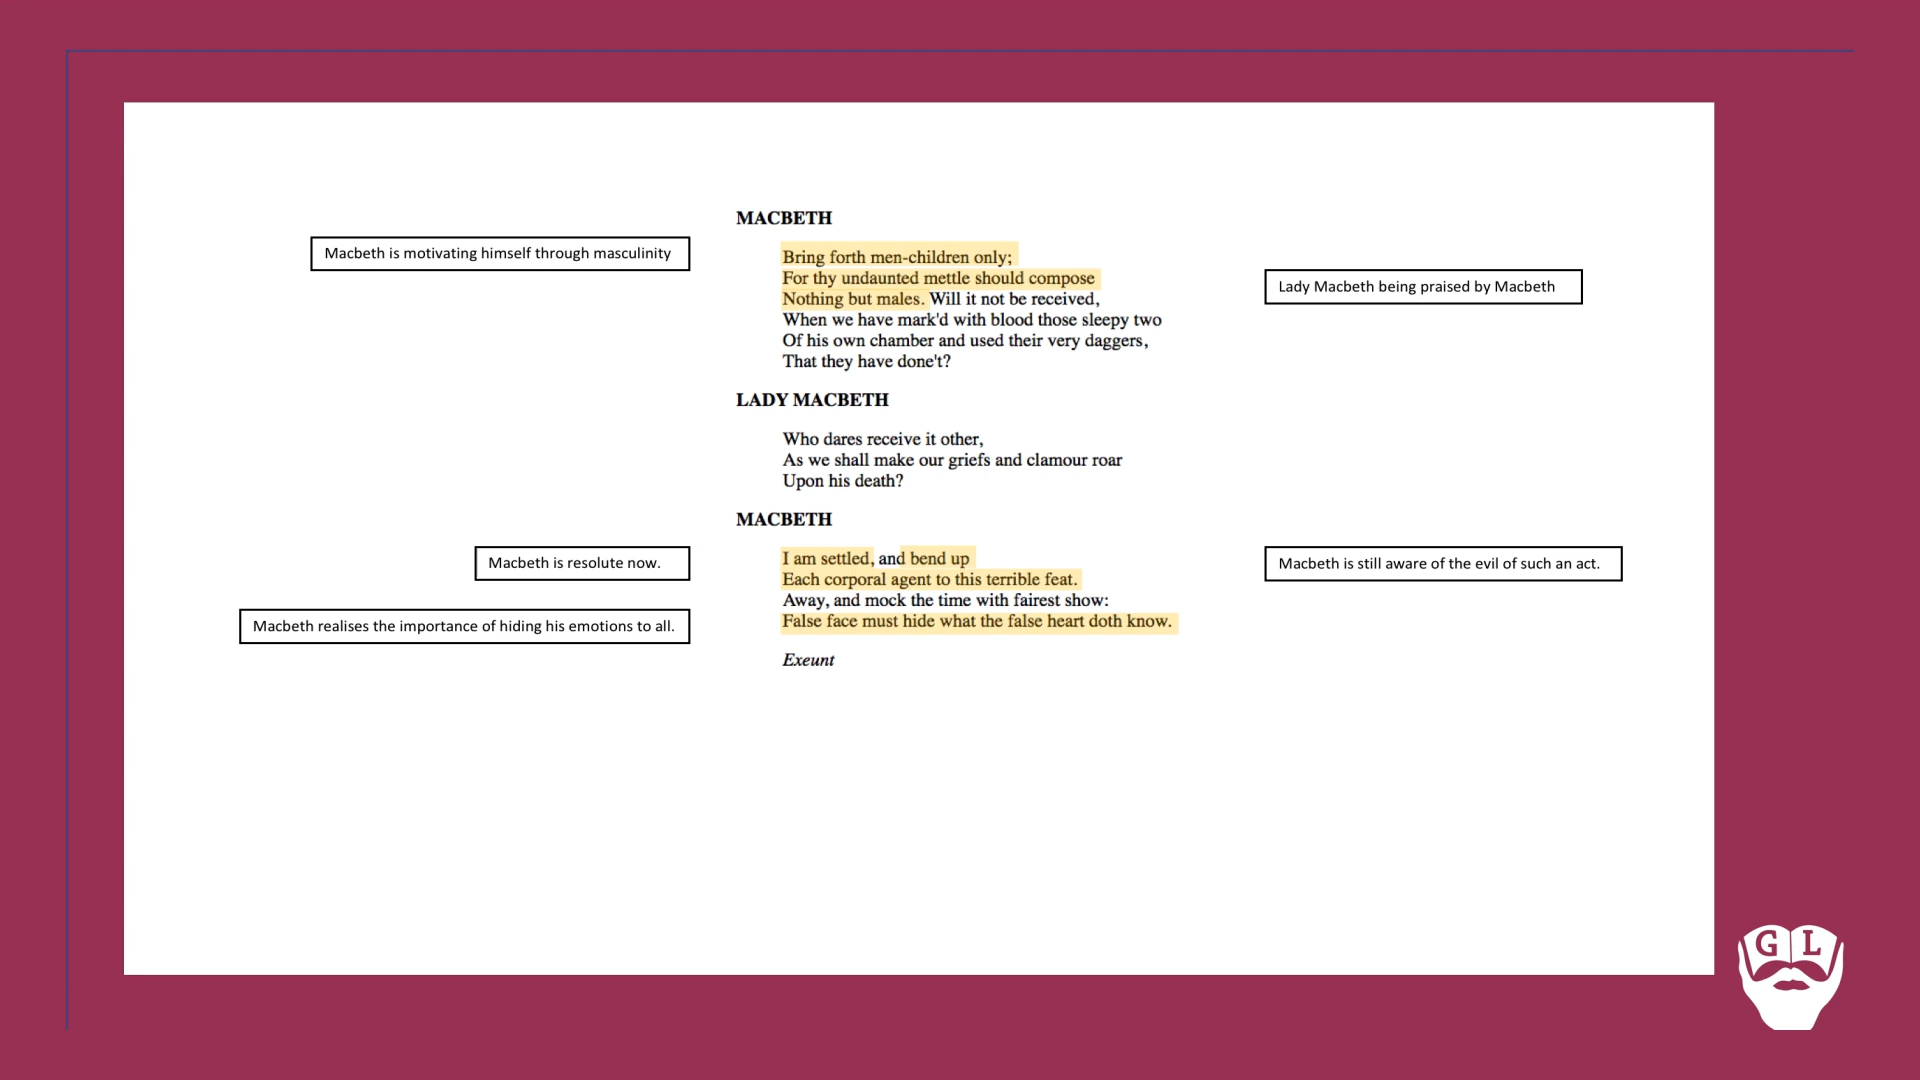 MACBETH
Macbeth is motivating himself through masculinity
Bring forth men-children only;
For thy undaunted mettle should compose
Lady Macbeth being praised by Macbeth
Nothing but males. Will it not be received,
When we have mark'd with blood those sleepy two
Of his own chamber and used their very daggers,
That they have done't?
LADY MACBETH
Who dares receive it other,
As we shall make our griefs and clamour roar
Upon his death?
MACBETH
Macbeth is resolute now.
I am settled, and bend up
Macbeth is still aware of the evil of such an act.
Each corporal agent to this terrible feat.
Away, and mock the time with fairest show:
Macbeth realises the importance of hiding his emotions to all.
False face must hide what the false heart doth know.
Exeunt
G L